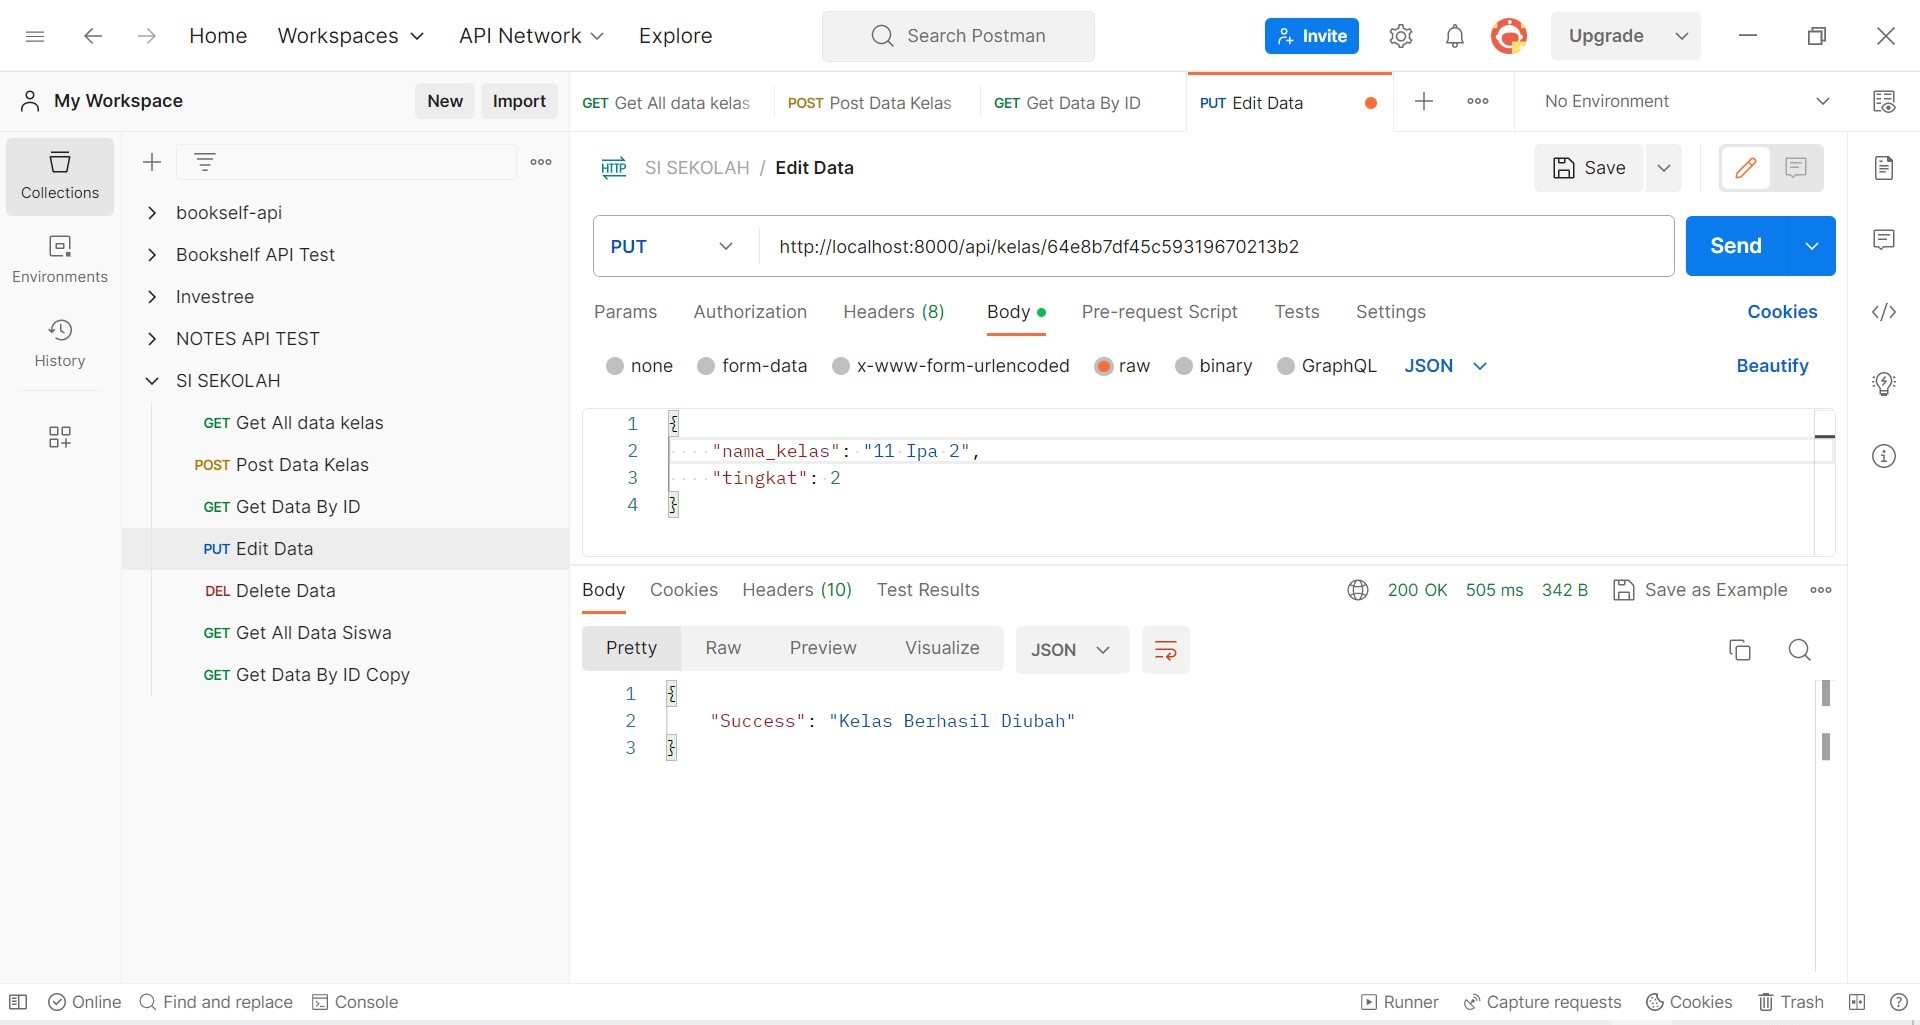 Home Workspaces API Network Explore Search Postman Invite Upgrade
My Workspace New Import GET Get All data kelas POST Post Data Kelas GET Get Data By ID PUT Edit Data No Environment
Collections
Environments
History
bookself-api
Bookshelf API Test
Investree
NOTES API TEST
SI SEKOLAH
GET Get All data kelas
POST Post Data Kelas
GET Get Data By ID
PUT Edit Data
DEL Delete Data
GET Get All Data Siswa
GET Get Data By ID Copy
HTTP SI SEKOLAH / Edit Data Save
PUT http://localhost:8000/api/kelas/64e8b7df45c59319670213b2 Send
Params Authorization Headers (8) Body Pre-request Script Tests Settings Cookies
none form-data x-www-form-urlencoded raw binary GraphQL JSON Beautify
1 {
2 "nama_kelas": "11 Ipa 2",
3 "tingkat": 2
4 }
Body Cookies Headers (10) Test Results 200 OK 505 ms 342 B Save as Example
Pretty Raw Preview Visualize JSON
1 {
2 "Success": "Kelas Berhasil Diubah"
3 }
Online Find and replace Console Runner Capture requests Cookies Trash